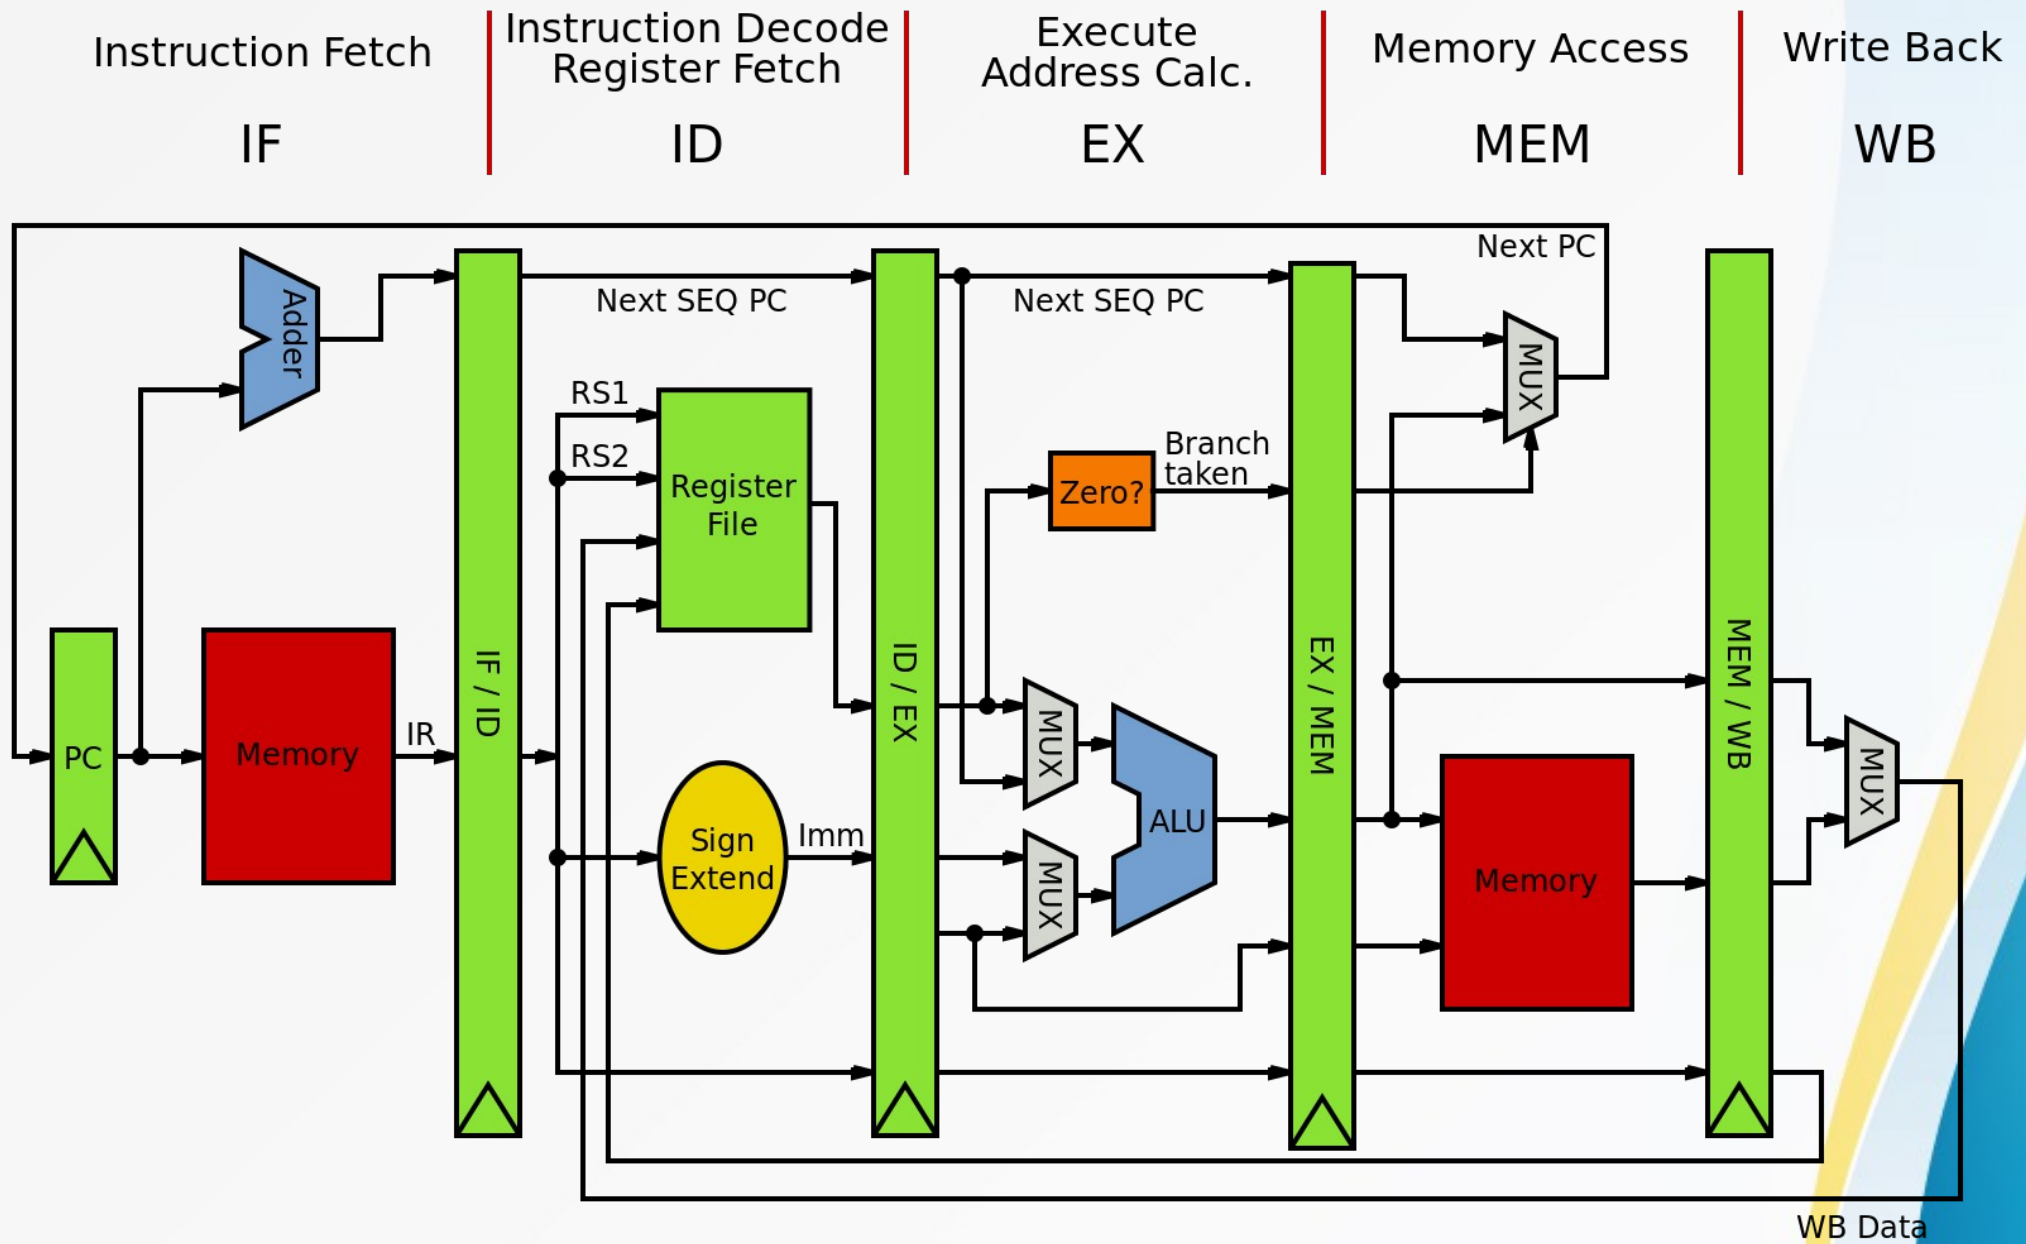 Instruction Fetch
Instruction Decode
Register Fetch
Execute
Address Calc.
Memory Access
Write Back
IF
ID
EX
MEM
WB
Next PC
Adder
Next SEQ PC
Next SEQ PC
MUX
RS1
RS2
Register
File
Branch
taken
Zero?
IF / ID
ID / EX
EX / MEM
MEM / WB
PC
Memory
IR
MUX
MUX
ALU
Sign
Extend
Imm
MUX
Memory
WB Data